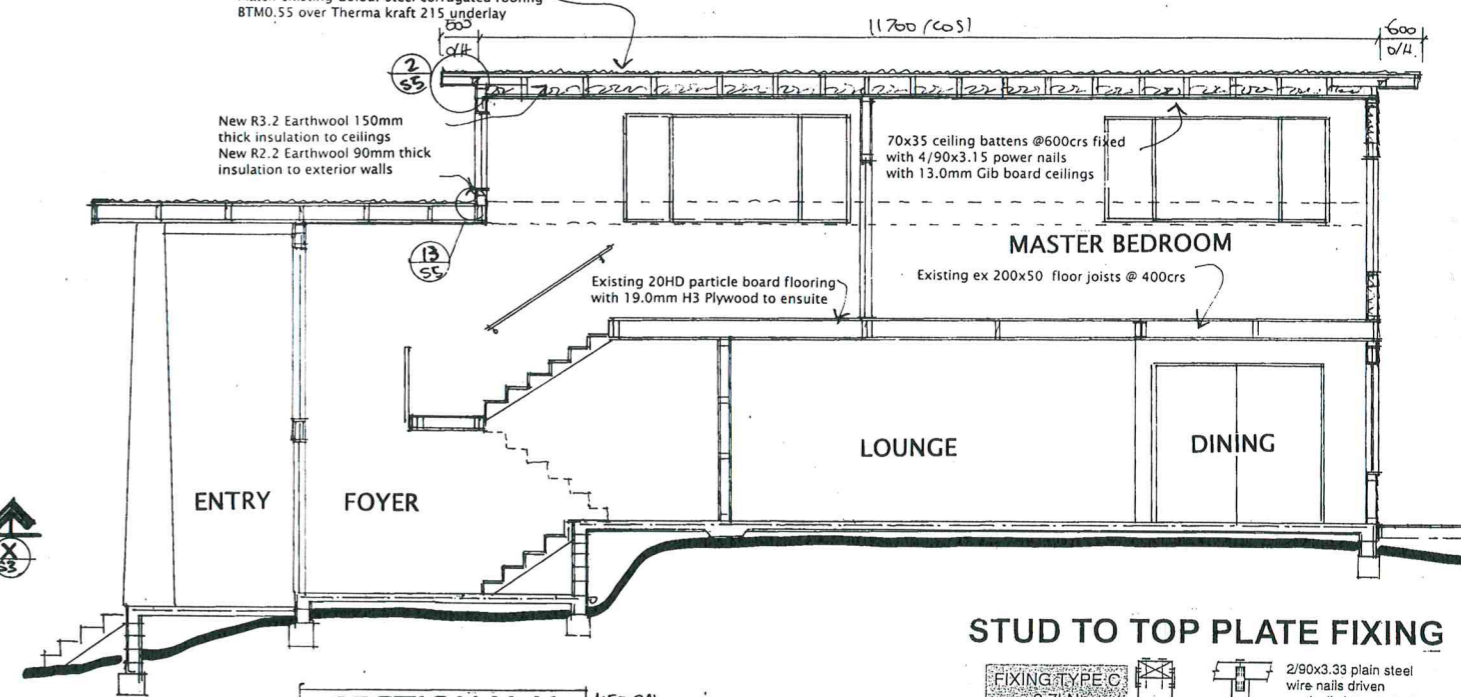 BTM0.55 over Therma kraft 215 underlay
11700
600
O/H
O/H.
2
S5
New R3.2 Earthwool 150mm
thick insulation to ceilings
New R2.2 Earthwool 90mm thick
insulation to exterior walls
70x35 ceiling battens @600crs fixed
with 4/90x3.15 power nails
with 13.0mm Gib board ceilings
13
S5
MASTER BEDROOM
Existing 20HD particle board flooring
with 19.0mm H3 Plywood to ensuite
Existing ex 200x50 floor joists @ 400crs
LOUNGE
DINING
ENTRY
FOYER
X
S3
STUD TO TOP PLATE FIXING
FIXING TYPE C
2/90x3.33 plain steel
wire nails driven